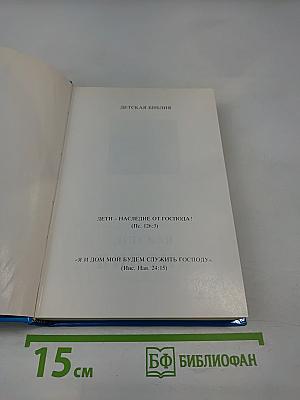 ДЕТСКАЯ БИБЛИЯ
ДЕТИ - НАСЛЕДИЕ ОТ ГОСПОДА!
(Пс. 126:3)
«Я И ДОМ МОЙ БУДЕМ СЛУЖИТЬ ГОСПОДУ».
(Иис. Нав. 24:15)
15 см
БФ БИБЛИОФАН